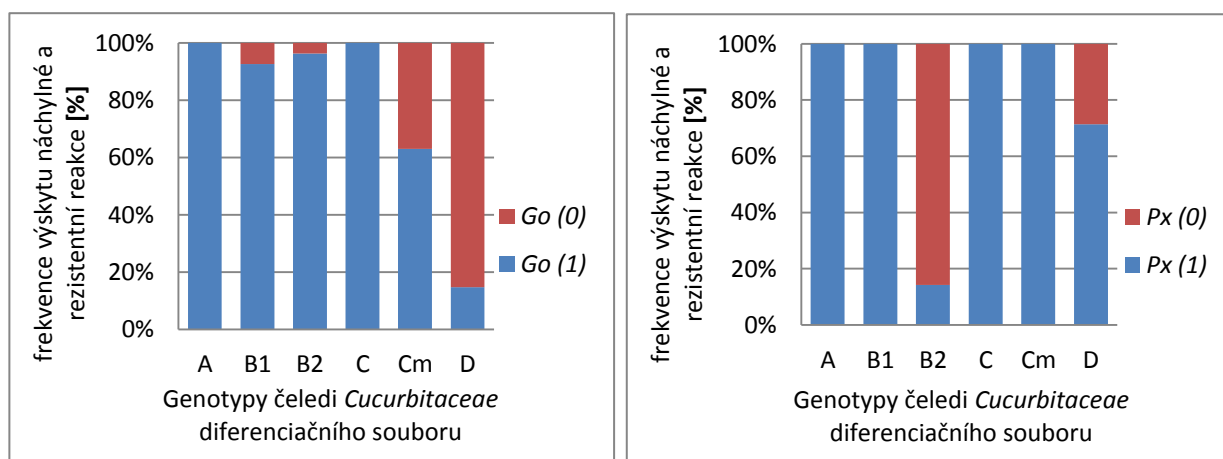 frekvence výskytu náchylné a
rezistentní reakce [%]
100%
80%
60%
40%
20%
0%
A B1 B2 C Cm D
Genotypy čeledi Cucurbitaceae
diferenciačního souboru
Go (0)
Go (1)
frekvence výskytu náchylné a
rezistentní reakce [%]
100%
80%
60%
40%
20%
0%
A B1 B2 C Cm D
Genotypy čeledi Cucurbitaceae
diferenciačního souboru
Px (0)
Px (1)